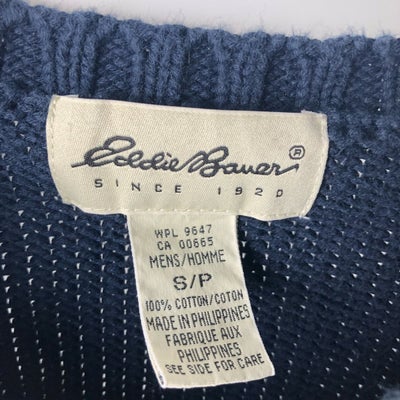 Eddie Bauer ®
SINCE 1920
WPL 9647
CA 00665
MENS/HOMME
S/P
100% COTTON/COTON
MADE IN PHILIPPINES
FABRIQUE AUX
PHILIPPINES
SEE SIDE FOR CARE